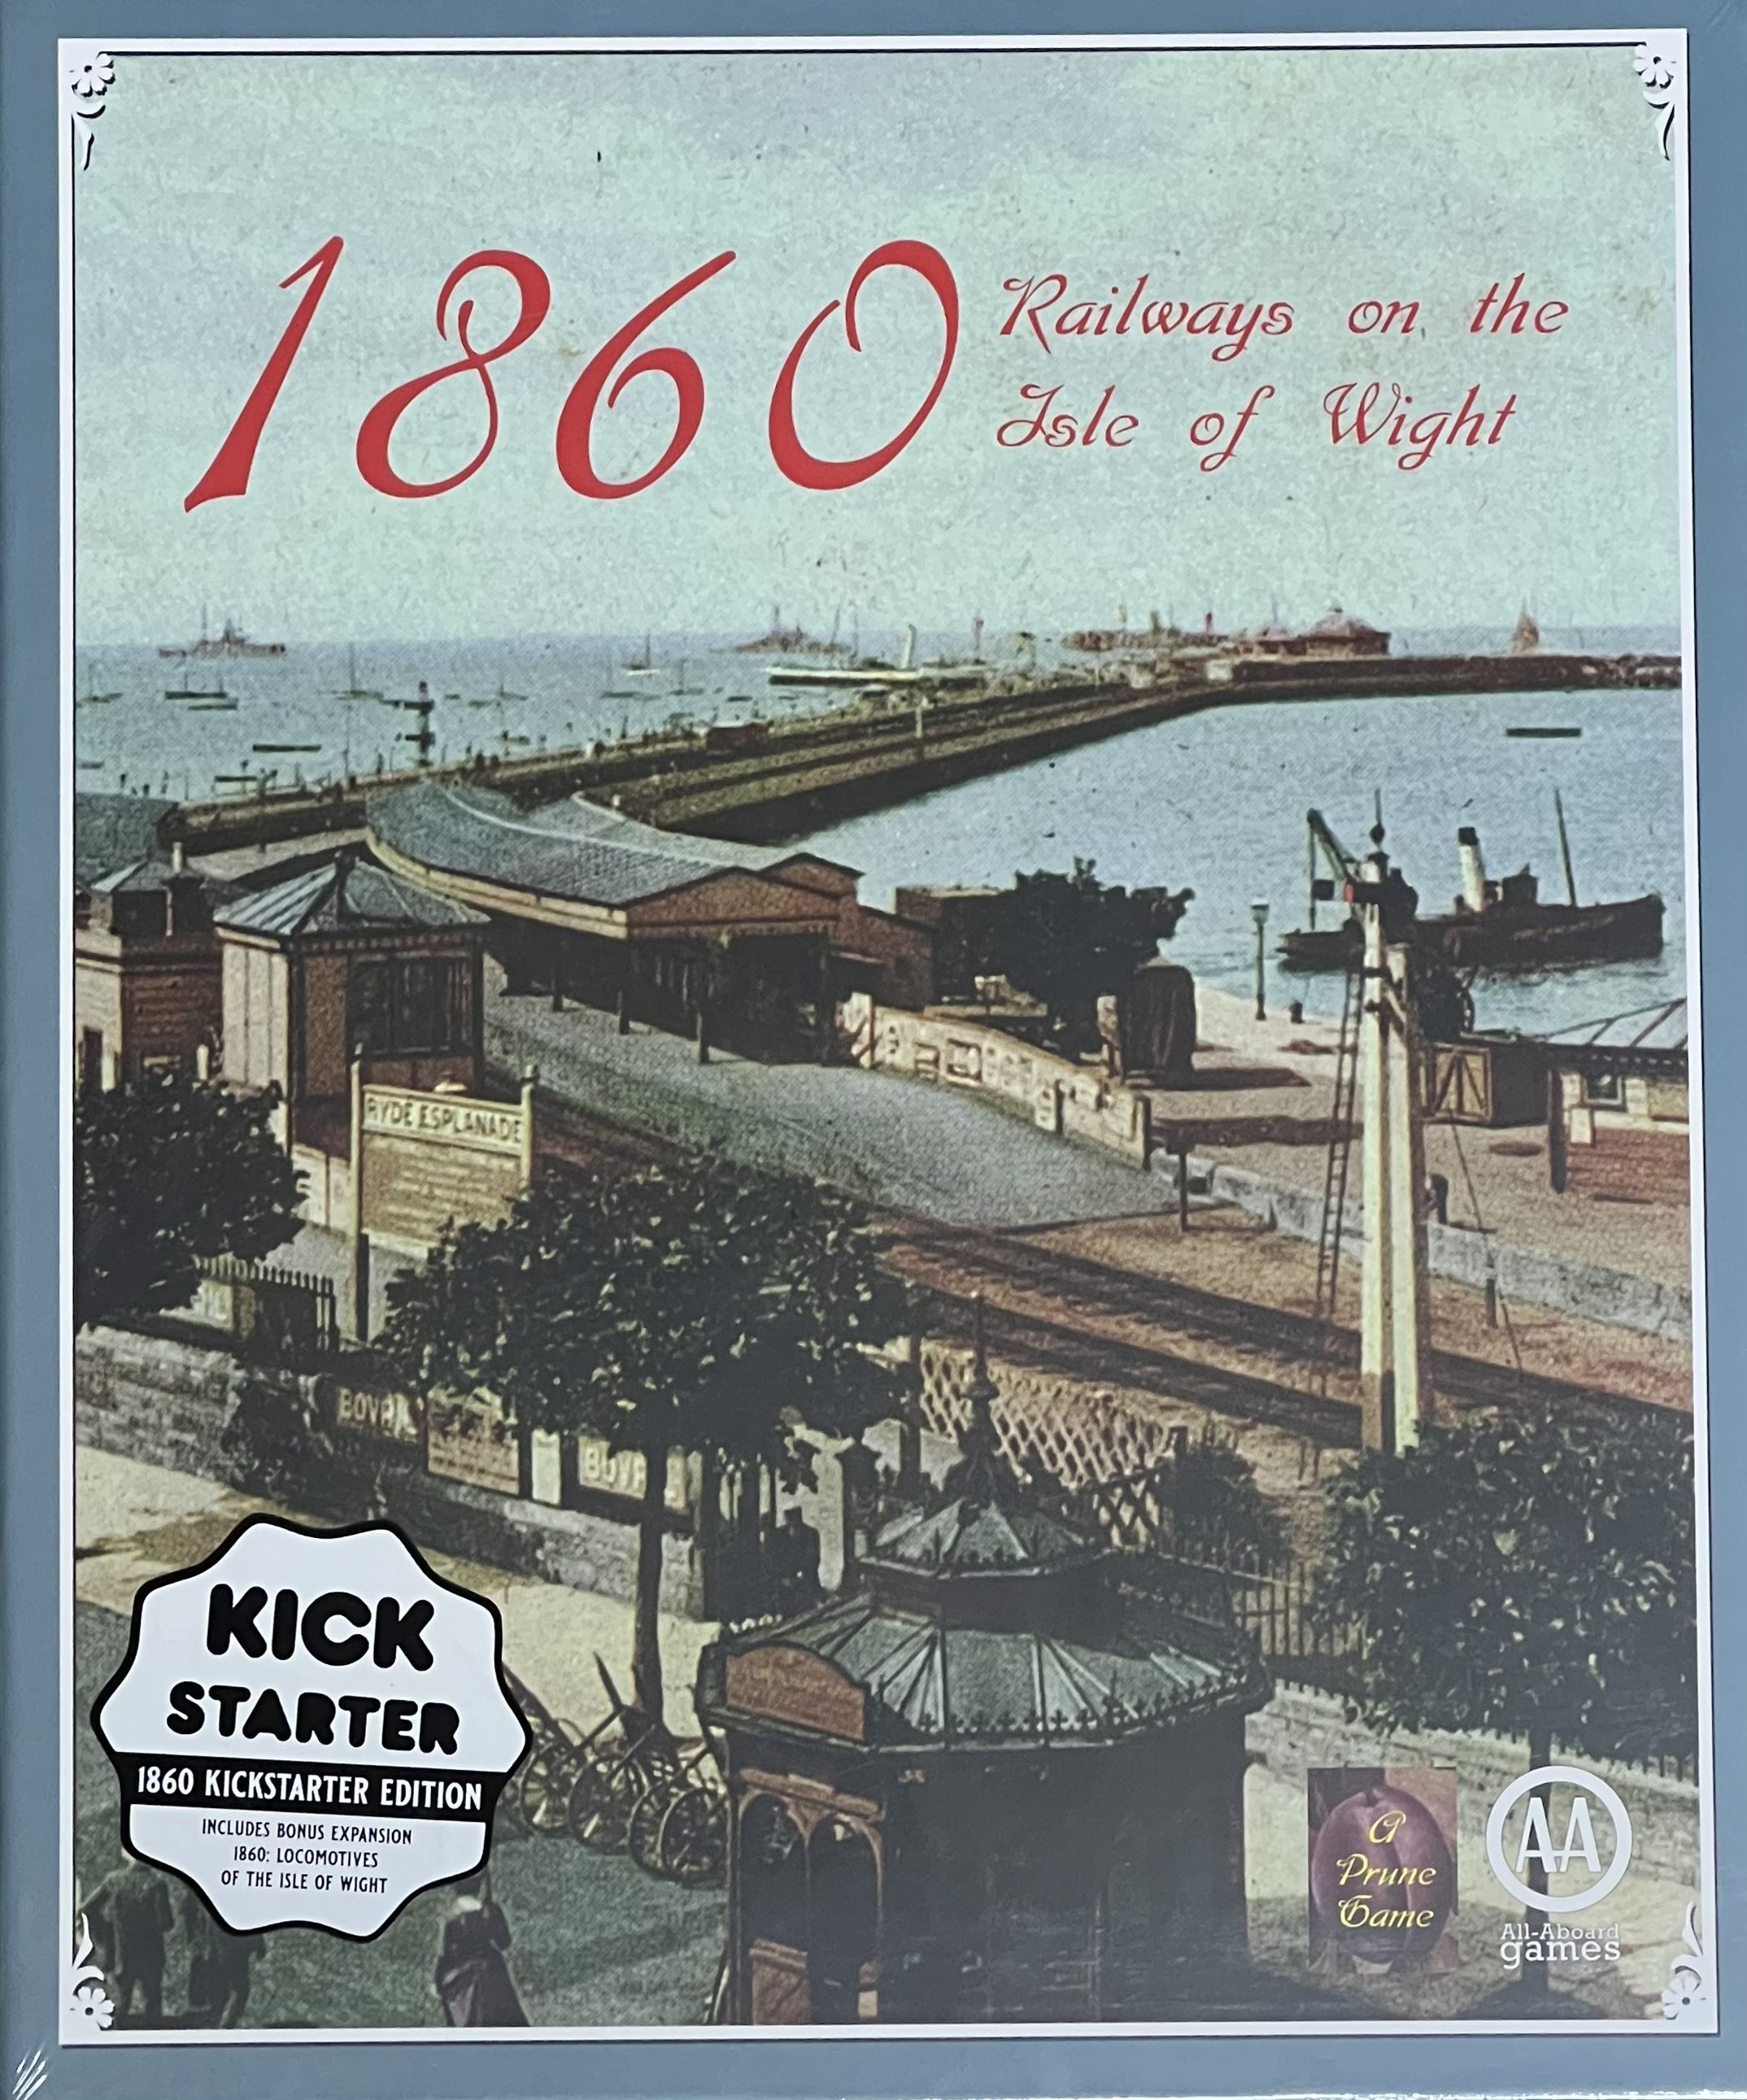 1860
Railways on the
Isle of Wight
RYDE ESPLANADE
KICK
STARTER
1860 KICKSTARTER EDITION
INCLUDES BONUS EXPANSION
1860: LOCOMOTIVES
OF THE ISLE OF WIGHT
A
Prune
Game
AA
All-Aboard
games